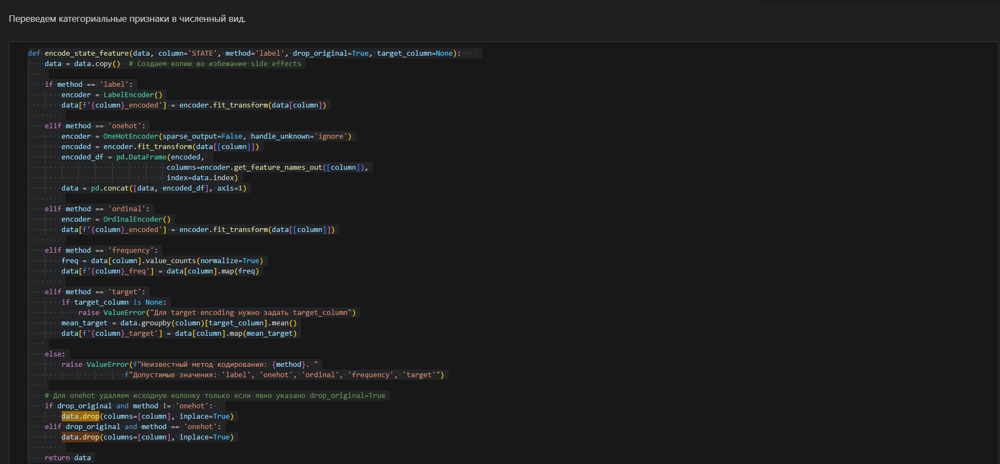 Переведем категориальные признаки в численный вид.
def encode_state_feature(data, column='STATE', method='label', drop_original=True, target_column=None):
    data = data.copy()  # Создаем копию во избежание side effects
    if method == 'label':
        encoder = LabelEncoder()
        data[f'{column}_encoded'] = encoder.fit_transform(data[column])
    elif method == 'onehot':
        encoder = OneHotEncoder(sparse_output=False, handle_unknown='ignore')
        encoded = encoder.fit_transform(data[[column]])
        encoded_df = pd.DataFrame(encoded,
                                 columns=encoder.get_feature_names_out([column]),
                                 index=data.index)
        data = pd.concat([data, encoded_df], axis=1)
    elif method == 'ordinal':
        encoder = OrdinalEncoder()
        data[f'{column}_encoded'] = encoder.fit_transform(data[[column]])
    elif method == 'frequency':
        freq = data[column].value_counts(normalize=True)
        data[f'{column}_freq'] = data[column].map(freq)
    elif method == 'target':
        if target_column is None:
            raise ValueError("Для target encoding нужно задать target_column")
        mean_target = data.groupby(column)[target_column].mean()
        data[f'{column}_target'] = data[column].map(mean_target)
    else:
        raise ValueError(f"Неизвестный метод кодирования: {method}. "
                       f"Допустимые значения: 'label', 'onehot', 'ordinal', 'frequency', 'target'")
    # Для onehot удаляем исходную колонку только если явно указано drop_original=True
    if drop_original and method != 'onehot':
        data.drop(columns=[column], inplace=True)
    elif drop_original and method == 'onehot':
        data.drop(columns=[column], inplace=True)
    return data